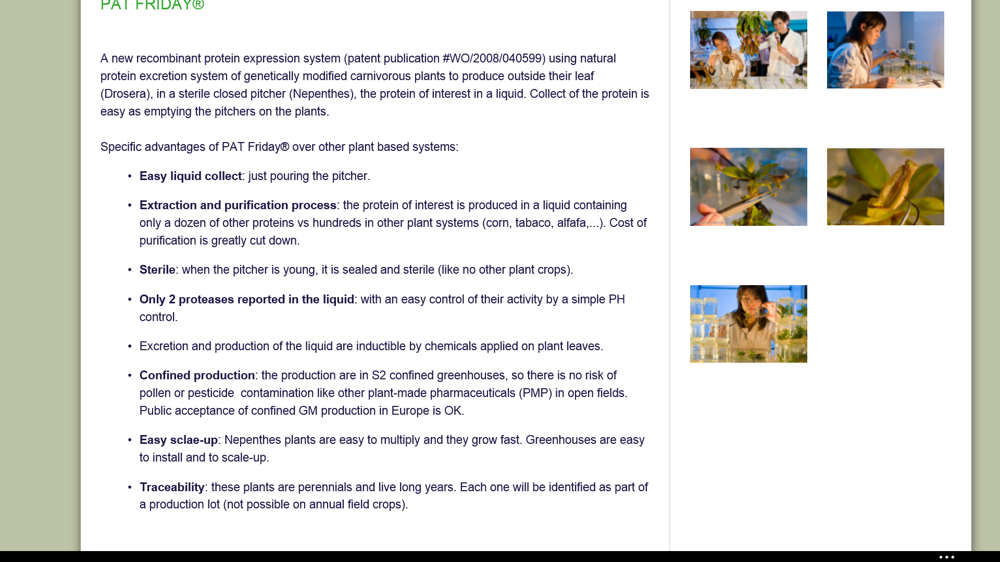 PAT FRIDAY®
A new recombinant protein expression system (patent publication #WO/2008/040599) using natural
protein excretion system of genetically modified carnivorous plants to produce outside their leaf
(Drosera), in a sterile closed pitcher (Nepenthes), the protein of interest in a liquid. Collect of the protein is
easy as emptying the pitchers on the plants.
Specific advantages of PAT Friday® over other plant based systems:
• Easy liquid collect: just pouring the pitcher.
• Extraction and purification process: the protein of interest is produced in a liquid containing
only a dozen of other proteins vs hundreds in other plant systems (corn, tabaco, alfafa,...). Cost of
purification is greatly cut down.
• Sterile: when the pitcher is young, it is sealed and sterile (like no other plant crops).
• Only 2 proteases reported in the liquid: with an easy control of their activity by a simple PH
control.
• Excretion and production of the liquid are inductible by chemicals applied on plant leaves.
• Confined production: the production are in S2 confined greenhouses, so there is no risk of
pollen or pesticide  contamination like other plant-made pharmaceuticals (PMP) in open fields.
Public acceptance of confined GM production in Europe is OK.
• Easy sclae-up: Nepenthes plants are easy to multiply and they grow fast. Greenhouses are easy
to install and to scale-up.
• Traceability: these plants are perennials and live long years. Each one will be identified as part of
a production lot (not possible on annual field crops).